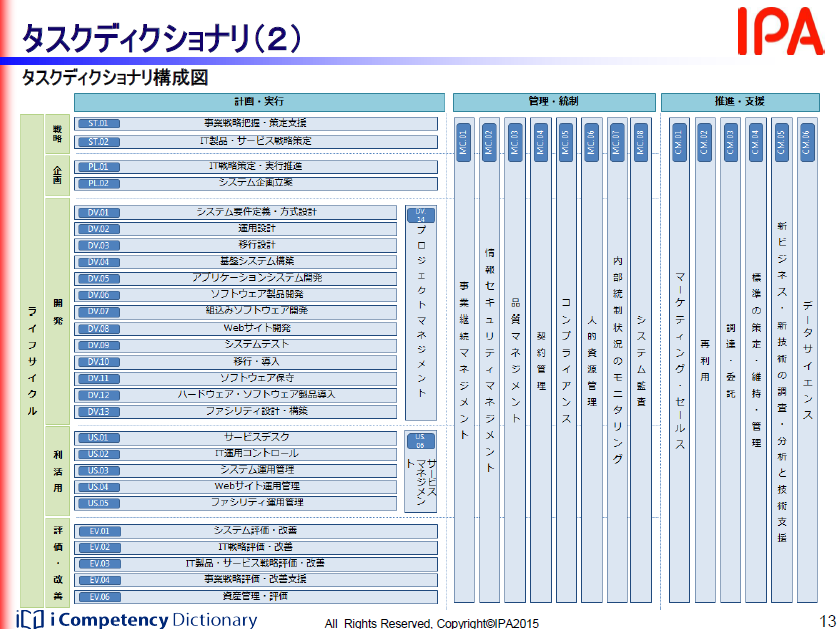 タスクディクショナリ（２）
IPA
タスクディクショナリ構成図
計画・実行
管理・統制
推進・支援
ライフサイクル
戦略
ST.01 事業戦略把握・策定支援
ST.02 IT製品・サービス戦略策定
企画
PL.01 IT戦略策定・実行推進
PL.02 システム企画立案
開発
DV.01 システム要件定義・方式設計
DV.02 運用設計
DV.03 移行設計
DV.04 基盤システム構築
DV.05 アプリケーションシステム開発
DV.06 ソフトウェア製品開発
DV.07 組込みソフトウェア開発
DV.08 Webサイト開発
DV.09 システムテスト
DV.10 移行・導入
DV.11 ソフトウェア保守
DV.12 ハードウェア・ソフトウェア製品導入
DV.13 ファシリティ設計・構築
DV.14 プロジェクトマネジメント
利活用
US.01 サービスデスク
US.02 IT運用コントロール
US.03 システム運用管理
US.04 Webサイト運用管理
US.05 ファシリティ運用管理
US.06 サービスマネジメント
評価・改善
EV.01 システム評価・改善
EV.02 IT戦略評価・改善
EV.03 IT製品・サービス戦略評価・改善
EV.04 事業戦略評価・改善支援
EV.05 資産管理・評価
MC.01 事業継続マネジメント
MC.02 情報セキュリティマネジメント
MC.03 品質マネジメント
MC.04 契約管理
MC.05 コンプライアンス
MC.06 人的資源管理
MC.07 内部統制状況のモニタリング
MC.08 システム監査
CM.01 マーケティング・セールス
CM.02 再利用
CM.03 調達・委託
CM.04 標準の策定・維持・管理
CM.05 新ビジネス・新技術の調査・分析と技術支援
CM.06 データサイエンス
i Competency Dictionary
All Rights Reserved, Copyright©IPA2015
13